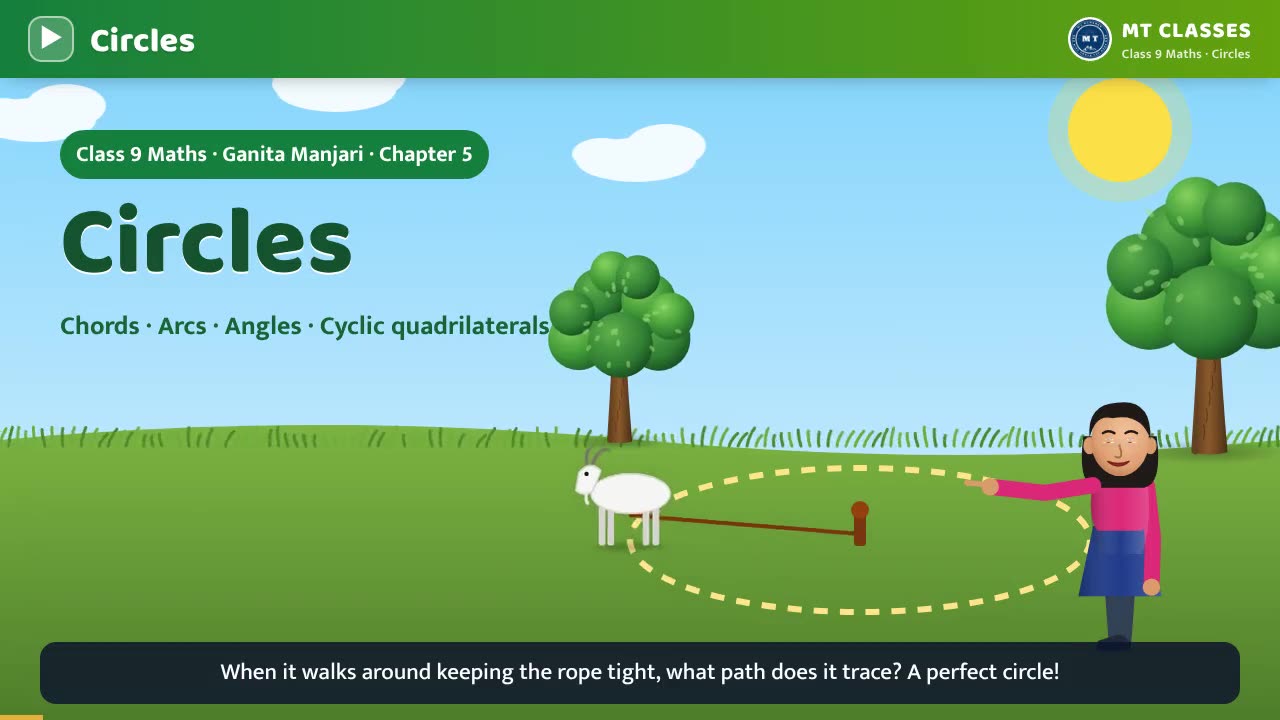 Circles
MT CLASSES
Class 9 Maths · Circles
Class 9 Maths · Ganita Manjari · Chapter 5
Circles
Chords · Arcs · Angles · Cyclic quadrilaterals
When it walks around keeping the rope tight, what path does it trace? A perfect circle!